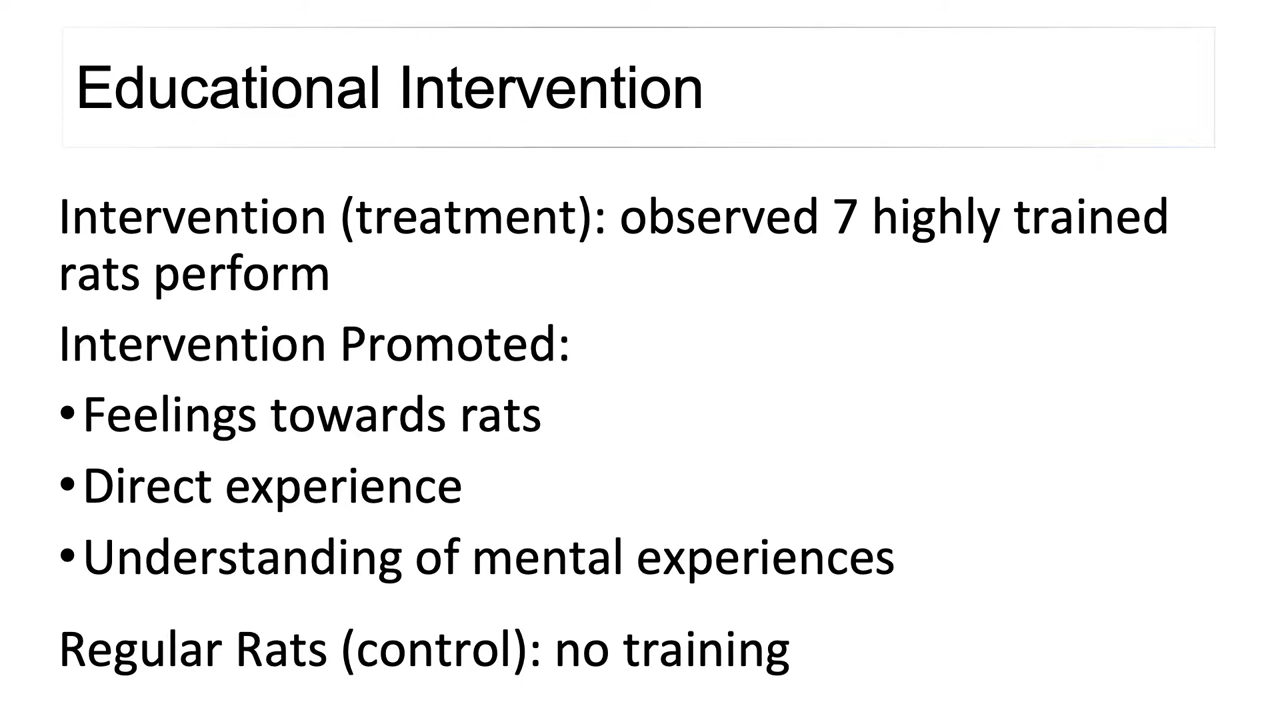 Educational Intervention
Intervention (treatment): observed 7 highly trained
rats perform
Intervention Promoted:
•Feelings towards rats
•Direct experience
•Understanding of mental experiences
Regular Rats (control): no training